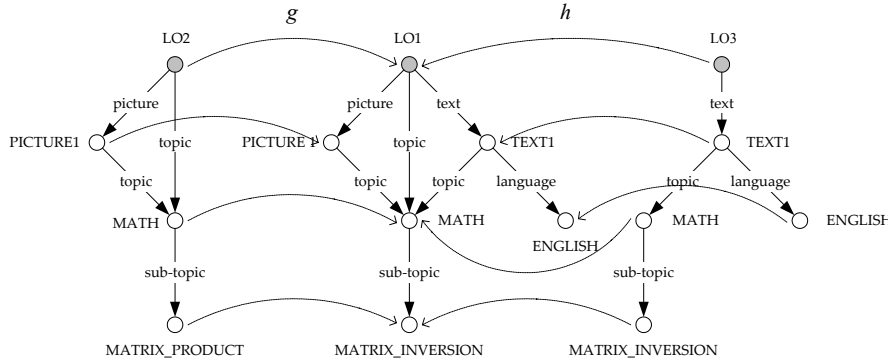 g h
LO2 LO1 LO3
picture picture text text
PICTURE1 topic PICTURE 1 topic TEXT1 TEXT1
topic topic topic language topic language
MATH MATH MATH ENGLISH
ENGLISH
sub-topic sub-topic sub-topic
MATRIX_PRODUCT MATRIX_INVERSION MATRIX_INVERSION